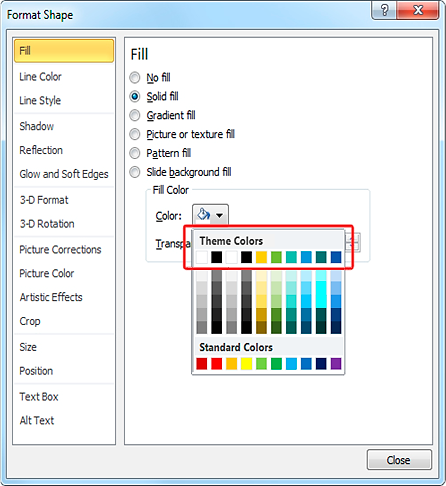 Format Shape
?
Fill
Line Color
Line Style
Shadow
Reflection
Glow and Soft Edges
3-D Format
3-D Rotation
Picture Corrections
Picture Color
Artistic Effects
Crop
Size
Position
Text Box
Alt Text
Fill
No fill
Solid fill
Gradient fill
Picture or texture fill
Pattern fill
Slide background fill
Fill Color
Color:
Transpa
Theme Colors
Standard Colors
Close